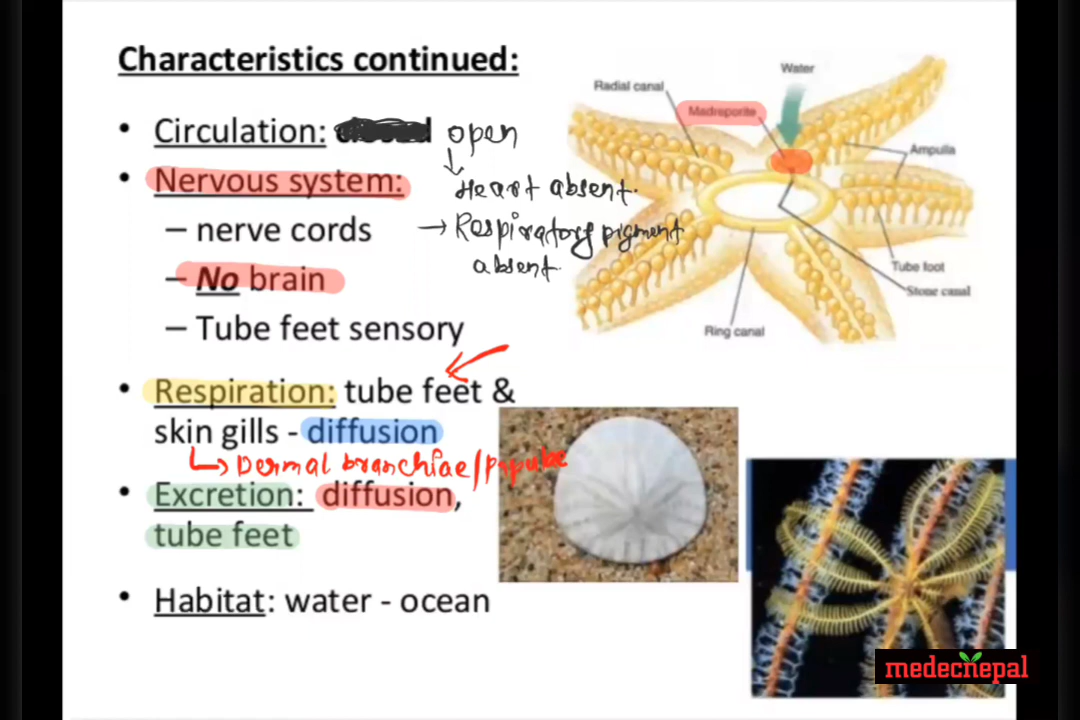 Characteristics continued:
• Circulation: open
Heart absent.
• Nervous system:
– nerve cords
→ Respiratory pigment
absent.
– No brain
– Tube feet sensory
• Respiration: tube feet &
skin gills - diffusion
Dermal branchiae/papulae
• Excretion: diffusion,
tube feet
• Habitat: water - ocean
Water
Radial canal
Madreporite
Ampulla
Tube foot
Stone canal
Ring canal
medecnepal